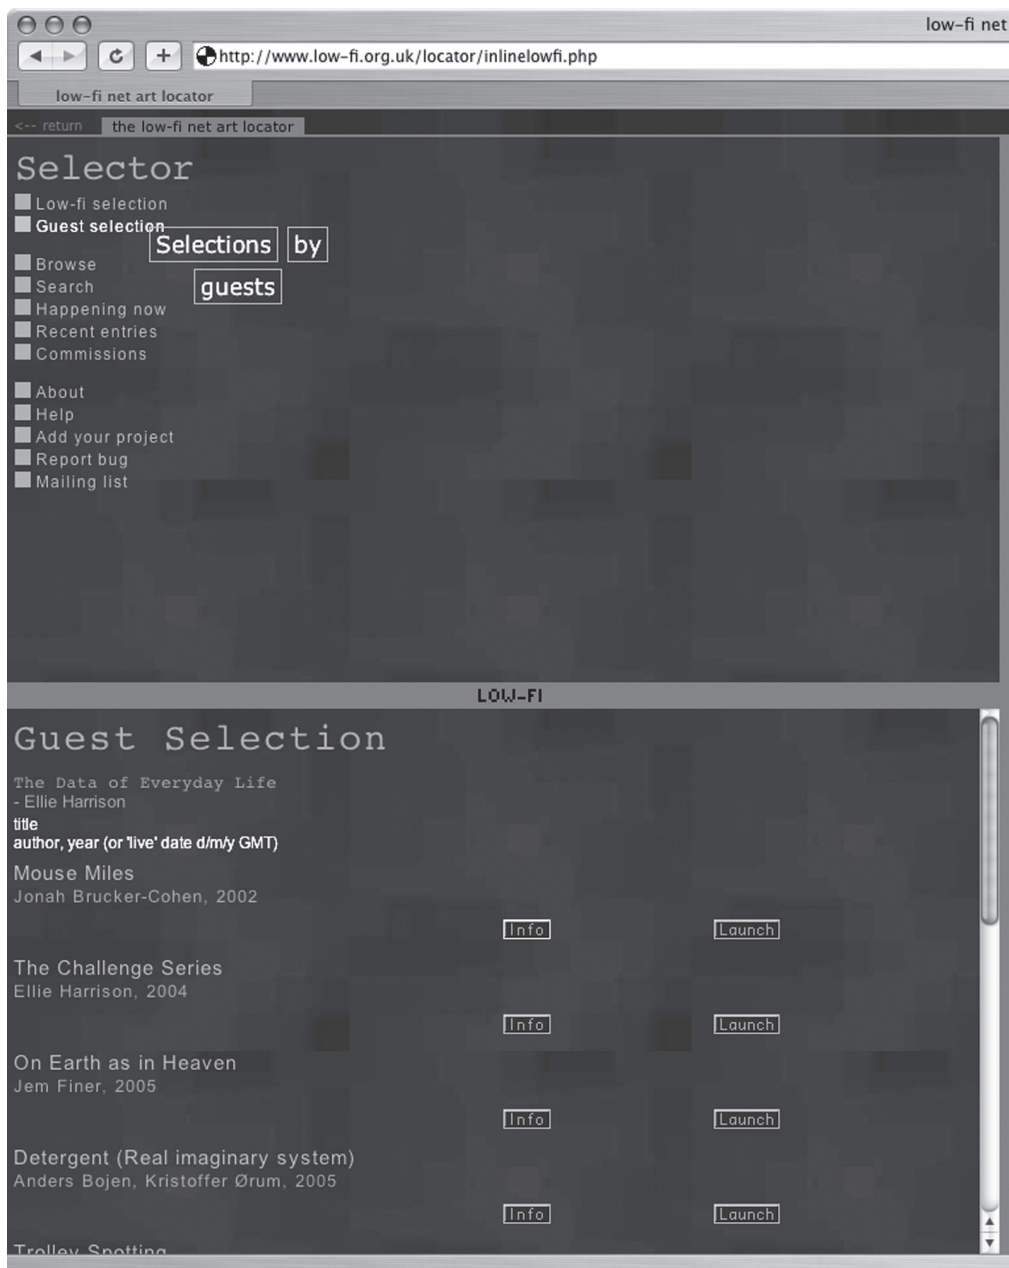 low-fi net
http://www.low-fi.org.uk/locator/inlinelowfi.php
low-fi net art locator
<-- return the low-fi net art locator
Selector
Low-fi selection
Guest selection
Selections by
guests
Browse
Search
Happening now
Recent entries
Commissions
About
Help
Add your project
Report bug
Mailing list
LOW-FI
Guest Selection
The Data of Everyday Life
- Ellie Harrison
title
author, year (or 'live' date d/m/y GMT)
Mouse Miles
Jonah Brucker-Cohen, 2002
Info Launch
The Challenge Series
Ellie Harrison, 2004
Info Launch
On Earth as in Heaven
Jem Finer, 2005
Info Launch
Detergent (Real imaginary system)
Anders Bojen, Kristoffer Ørum, 2005
Info Launch
Trolley Spotting